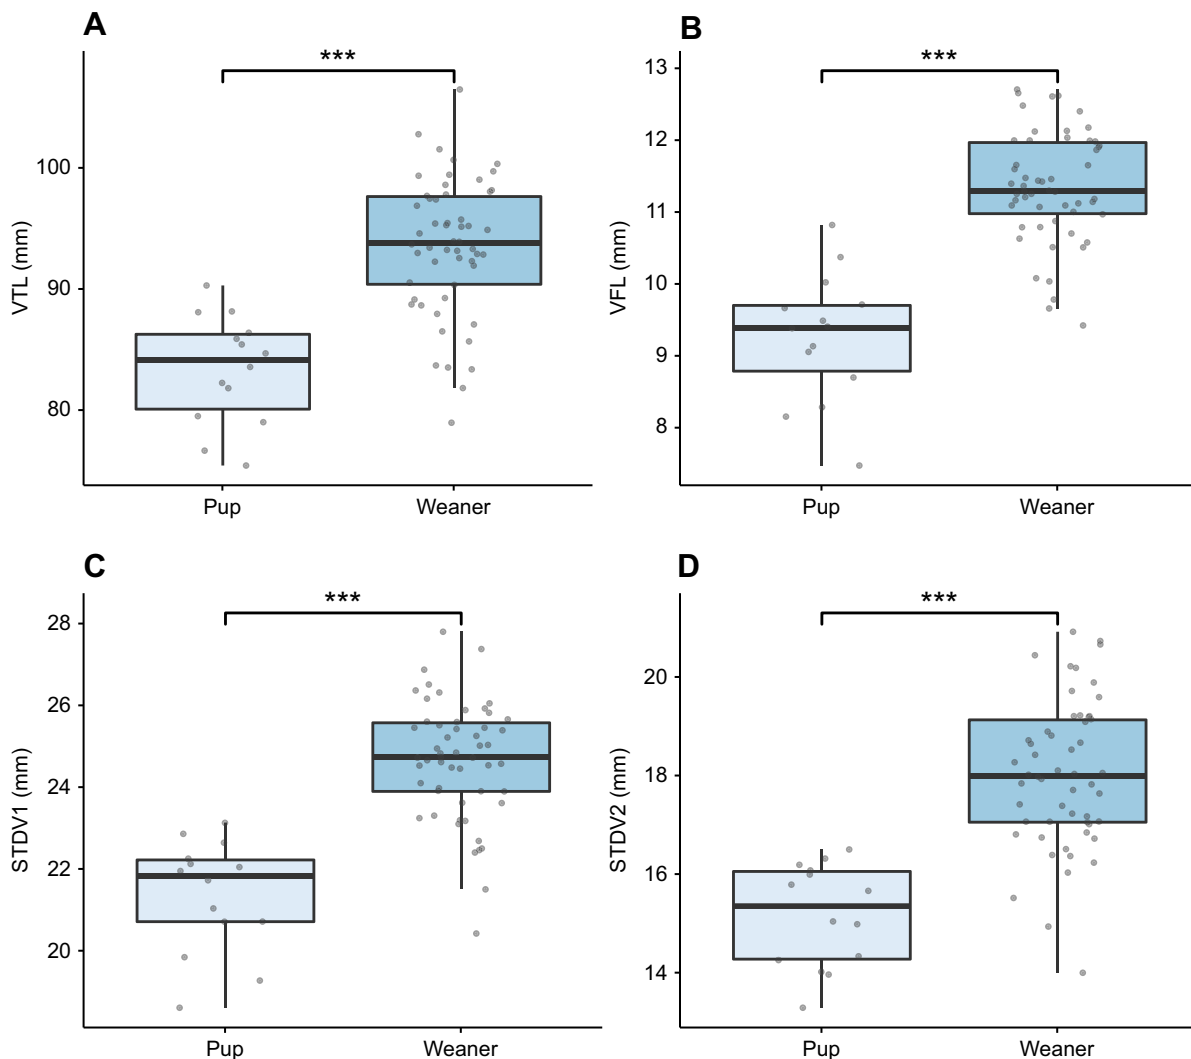 A
***
VTL (mm)
100
90
80
Pup Weaner
B
***
VFL (mm)
13
12
11
10
9
8
Pup Weaner
C
***
STDV1 (mm)
28
26
24
22
20
Pup Weaner
D
***
STDV2 (mm)
20
18
16
14
Pup Weaner